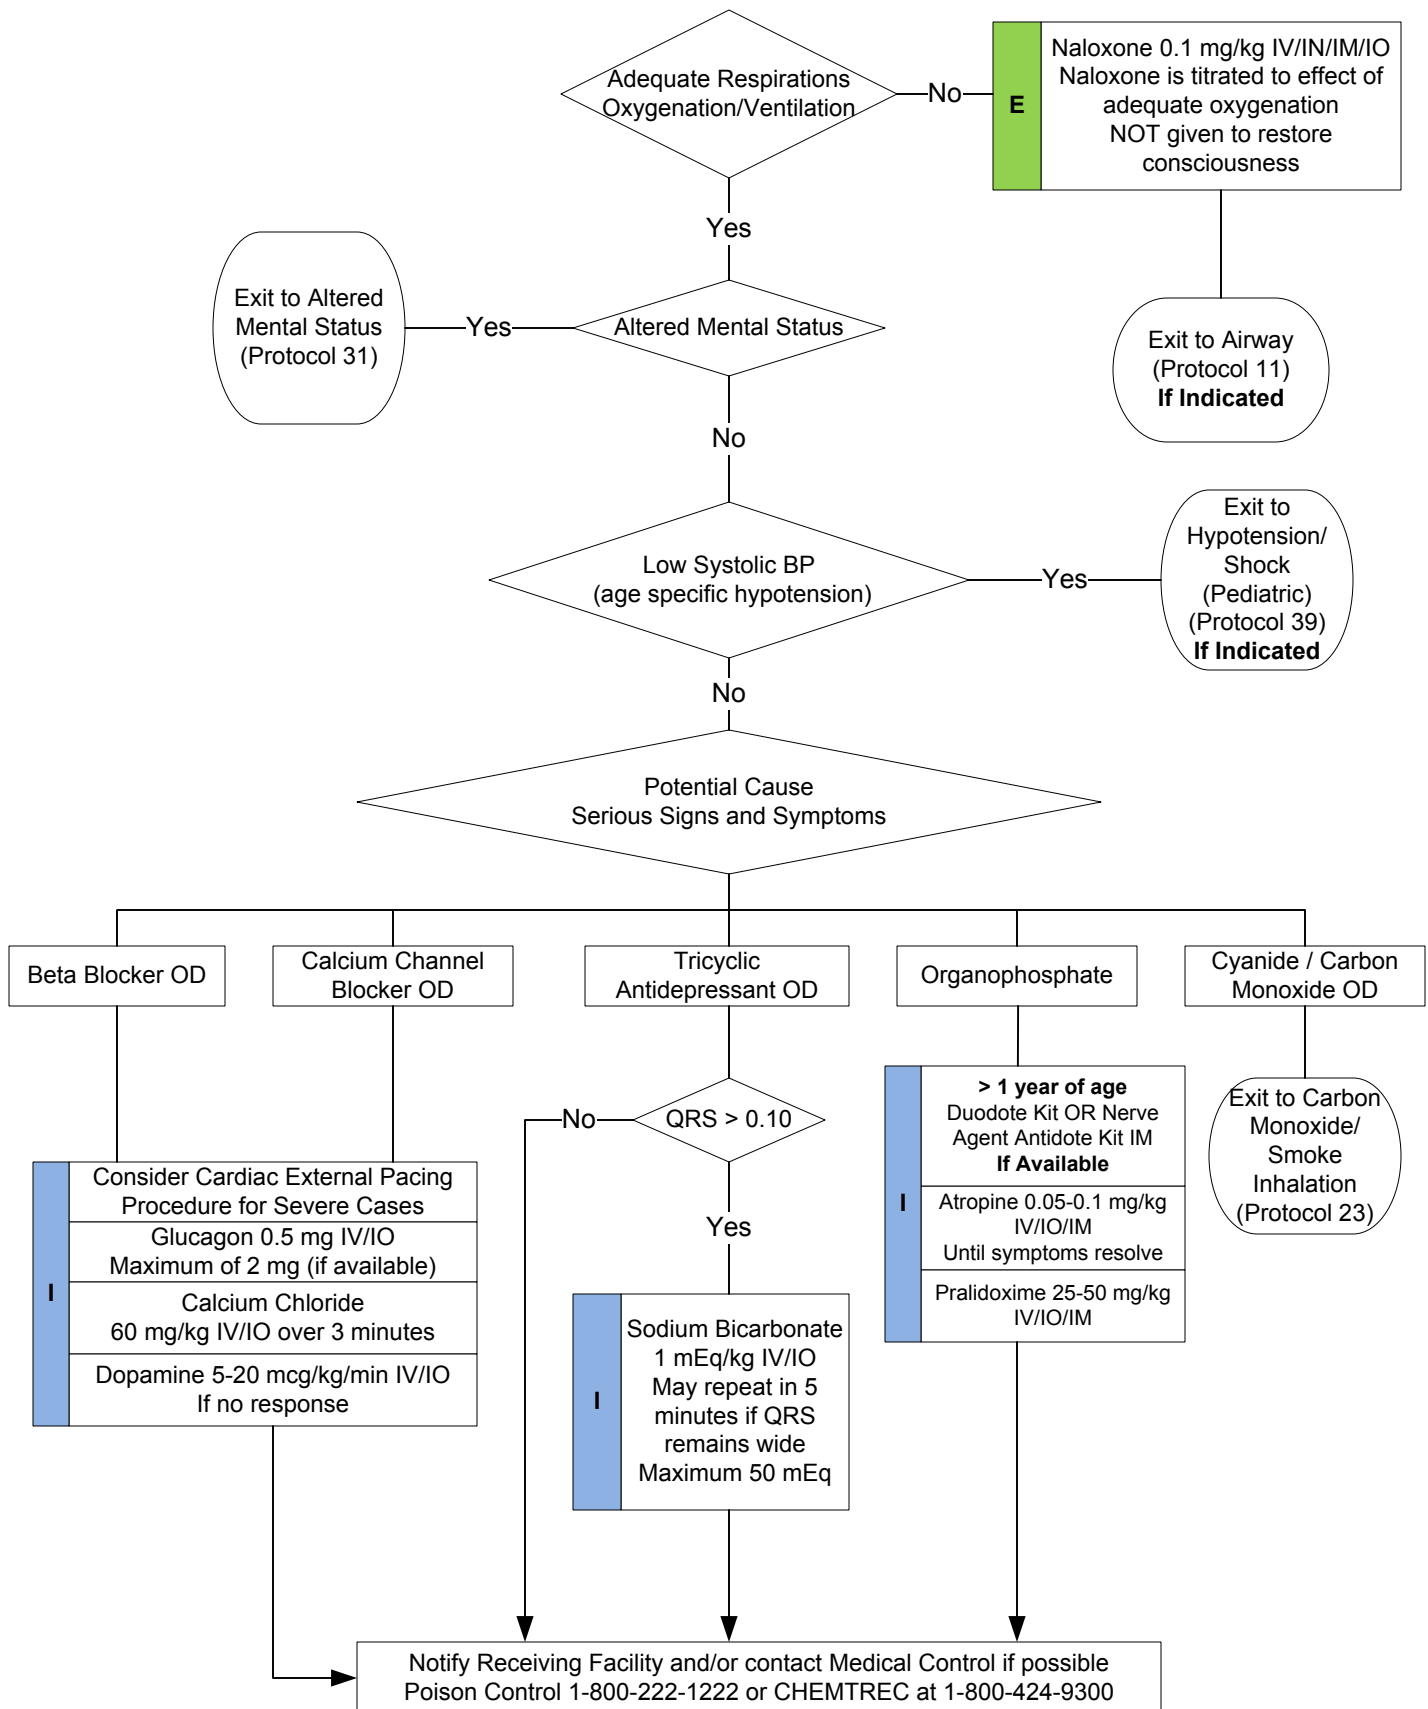 Adequate Respirations
Oxygenation/Ventilation
No
E
Naloxone 0.1 mg/kg IV/IN/IM/IO
Naloxone is titrated to effect of
adequate oxygenation
NOT given to restore
consciousness
Yes
Exit to Altered
Mental Status
(Protocol 31)
Yes
Altered Mental Status
Exit to Airway
(Protocol 11)
If Indicated
No
Low Systolic BP
(age specific hypotension)
Yes
Exit to
Hypotension/
Shock
(Pediatric)
(Protocol 39)
If Indicated
No
Potential Cause
Serious Signs and Symptoms
Beta Blocker OD
Calcium Channel
Blocker OD
Tricyclic
Antidepressant OD
Organophosphate
Cyanide / Carbon
Monoxide OD
I
Consider Cardiac External Pacing
Procedure for Severe Cases
Glucagon 0.5 mg IV/IO
Maximum of 2 mg (if available)
Calcium Chloride
60 mg/kg IV/IO over 3 minutes
Dopamine 5-20 mcg/kg/min IV/IO
If no response
No
QRS > 0.10
Yes
I
Sodium Bicarbonate
1 mEq/kg IV/IO
May repeat in 5
minutes if QRS
remains wide
Maximum 50 mEq
I
> 1 year of age
Duodote Kit OR Nerve
Agent Antidote Kit IM
If Available
Atropine 0.05-0.1 mg/kg
IV/IO/IM
Until symptoms resolve
Pralidoxime 25-50 mg/kg
IV/IO/IM
Exit to Carbon
Monoxide/
Smoke
Inhalation
(Protocol 23)
Notify Receiving Facility and/or contact Medical Control if possible
Poison Control 1-800-222-1222 or CHEMTREC at 1-800-424-9300